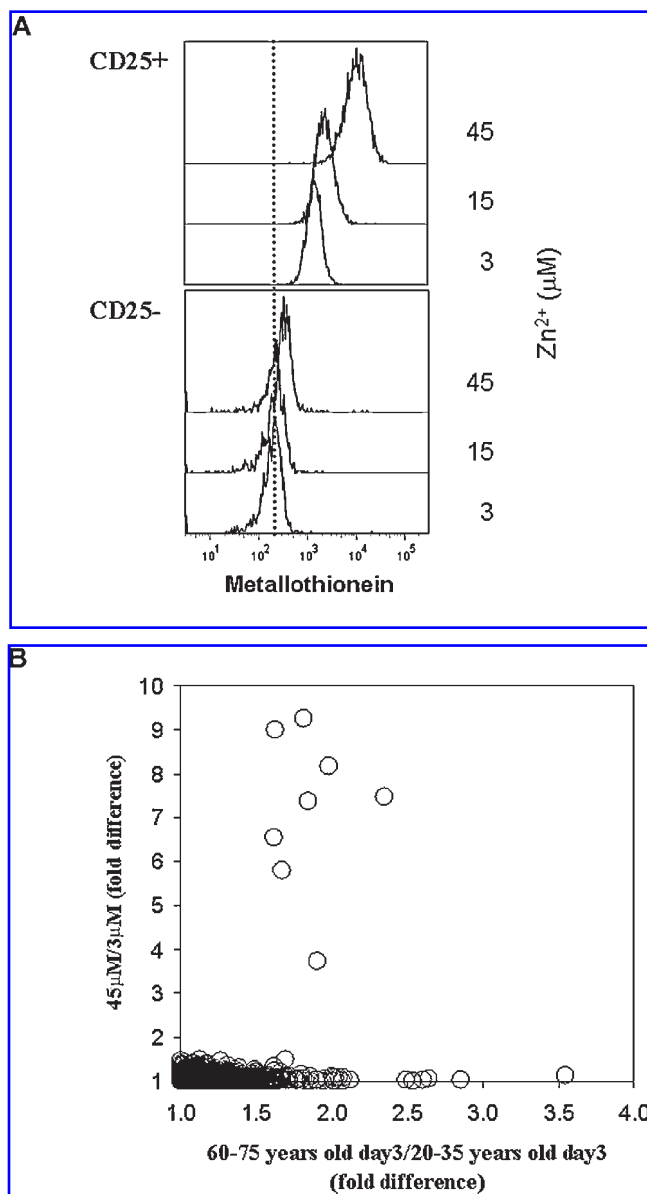 A
CD25+
45
15
3
CD25-
45
15
3
Zn²⁺ (μM)
10¹ 10² 10³ 10⁴ 10⁵
Metallothionein
B
10
9
8
7
6
5
4
3
2
1
45μM/3μM (fold difference)
1.0 1.5 2.0 2.5 3.0 3.5 4.0
60-75 years old day3/20-35 years old day3
(fold difference)